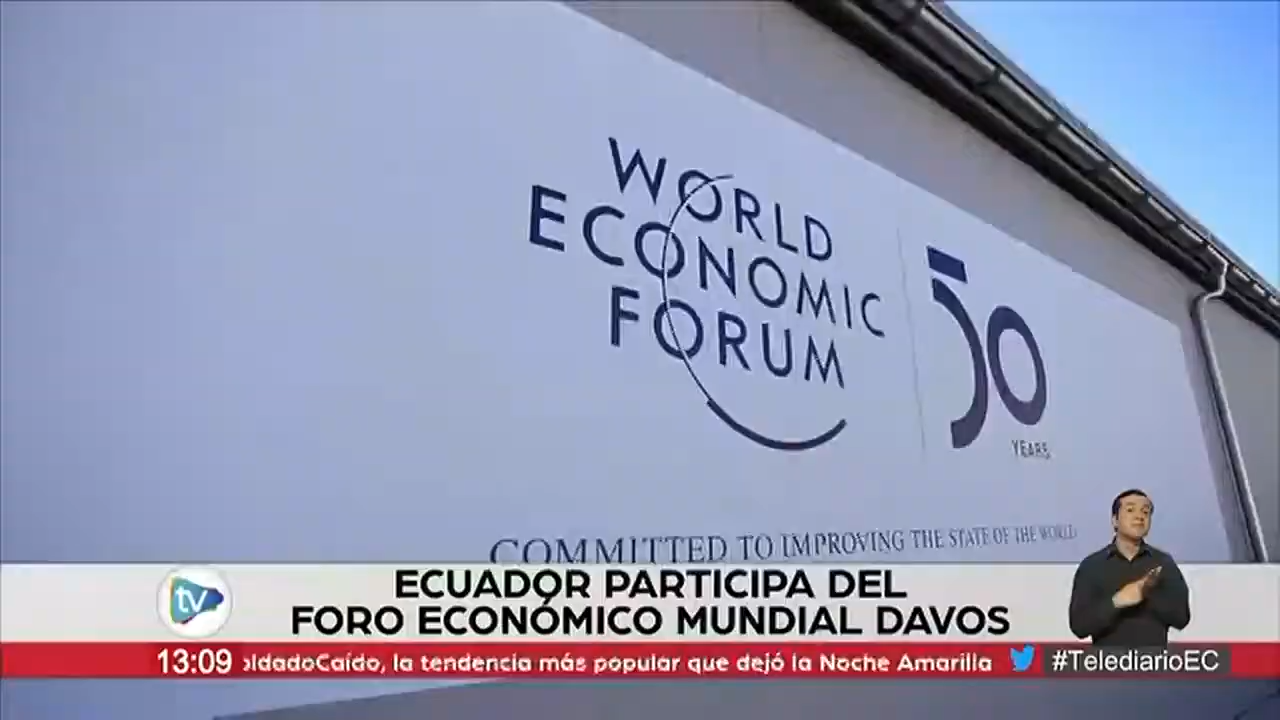 WORLD
ECONOMIC
FORUM
50
YEARS
COMMITTED TO IMPROVING THE STATE OF THE WORLD
tv
ECUADOR PARTICIPA DEL
FORO ECONÓMICO MUNDIAL DAVOS
13:09 oldadoCaído, la tendencia más popular que dejó la Noche Amarilla #TelediarioEC